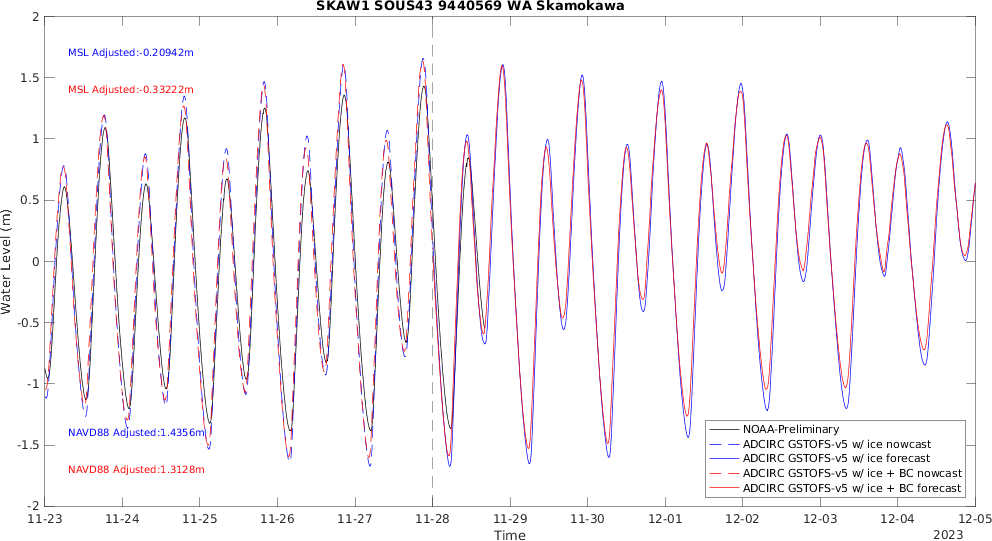 SKAW1 SOUS43 9440569 WA Skamokawa
2
1.5
1
0.5
0
-0.5
-1
-1.5
-2
Water Level (m)
MSL Adjusted:-0.20942m
MSL Adjusted:-0.33222m
NAVD88 Adjusted:1.4356m
NAVD88 Adjusted:1.3128m
NOAA-Preliminary
ADCIRC GSTOFS-v5 w/ ice nowcast
ADCIRC GSTOFS-v5 w/ ice forecast
ADCIRC GSTOFS-v5 w/ ice + BC nowcast
ADCIRC GSTOFS-v5 w/ ice + BC forecast
11-23 11-24 11-25 11-26 11-27 11-28 11-29 11-30 12-01 12-02 12-03 12-04 12-05
Time
2023